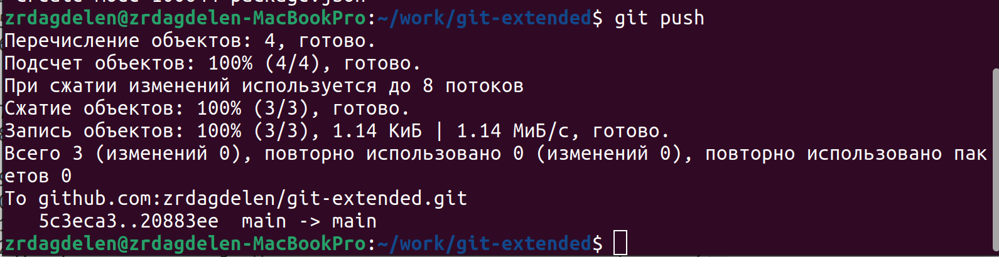 create mode 100644 package.json
zrdagdelen@zrdagdelen-MacBookPro:~/work/git-extended$ git push
Перечисление объектов: 4, готово.
Подсчет объектов: 100% (4/4), готово.
При сжатии изменений используется до 8 потоков
Сжатие объектов: 100% (3/3), готово.
Запись объектов: 100% (3/3), 1.14 КиБ | 1.14 МиБ/с, готово.
Всего 3 (изменений 0), повторно использовано 0 (изменений 0), повторно использовано пак
етов 0
To github.com:zrdagdelen/git-extended.git
5c3eca3..20883ee  main -> main
zrdagdelen@zrdagdelen-MacBookPro:~/work/git-extended$